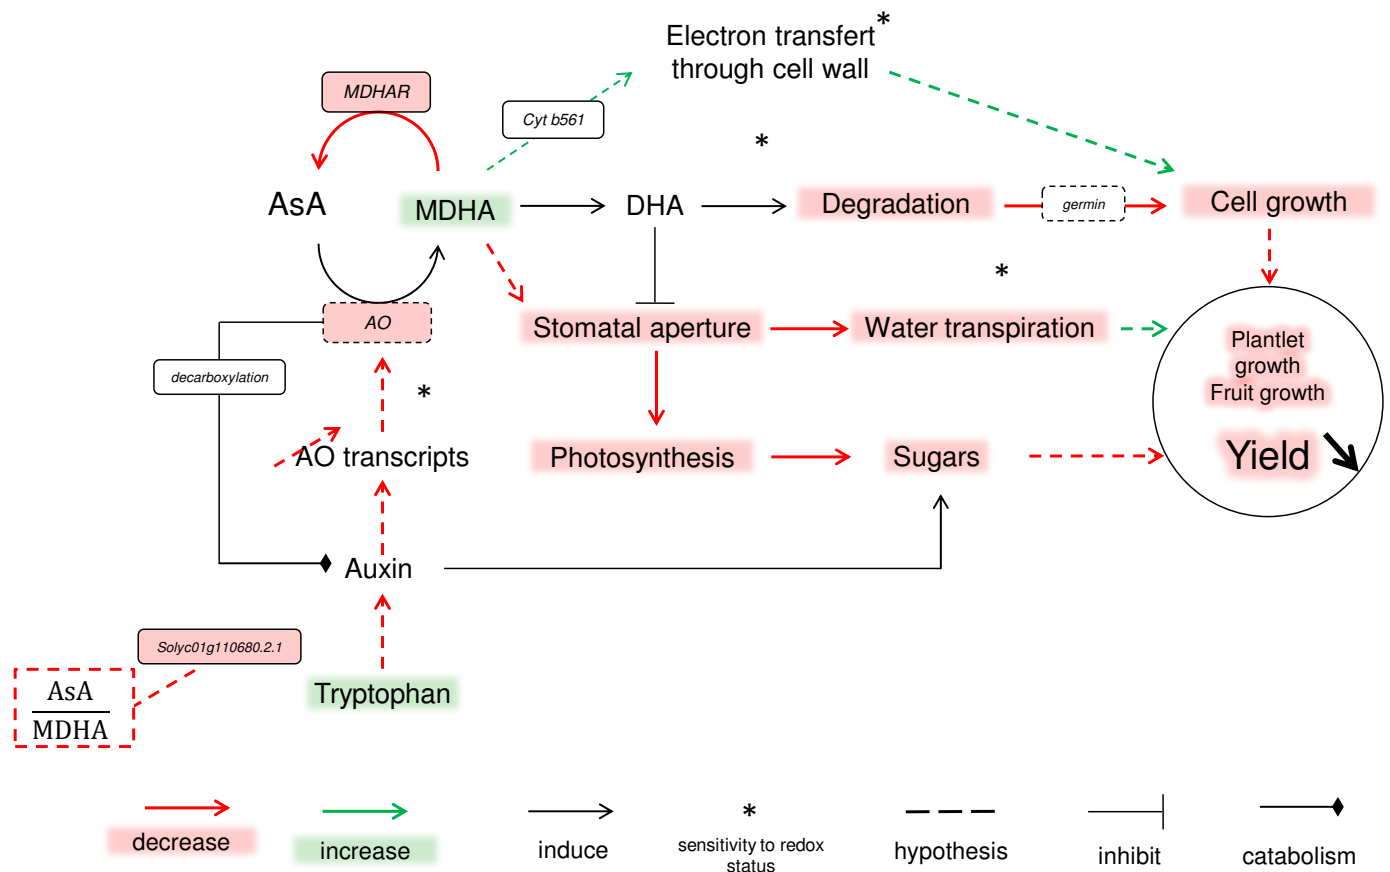 Electron transfert*
through cell wall
MDHAR
Cyt b561
*
AsA
MDHA
DHA
Degradation
germin
Cell growth
*
AO
Stomatal aperture
Water transpiration
Plantlet
growth
Fruit growth
decarboxylation
*
AO transcripts
Photosynthesis
Sugars
Yield
Auxin
Solyc01g110680.2.1
AsA
MDHA
Tryptophan
decrease
increase
induce
*
sensitivity to redox
status
hypothesis
inhibit
catabolism